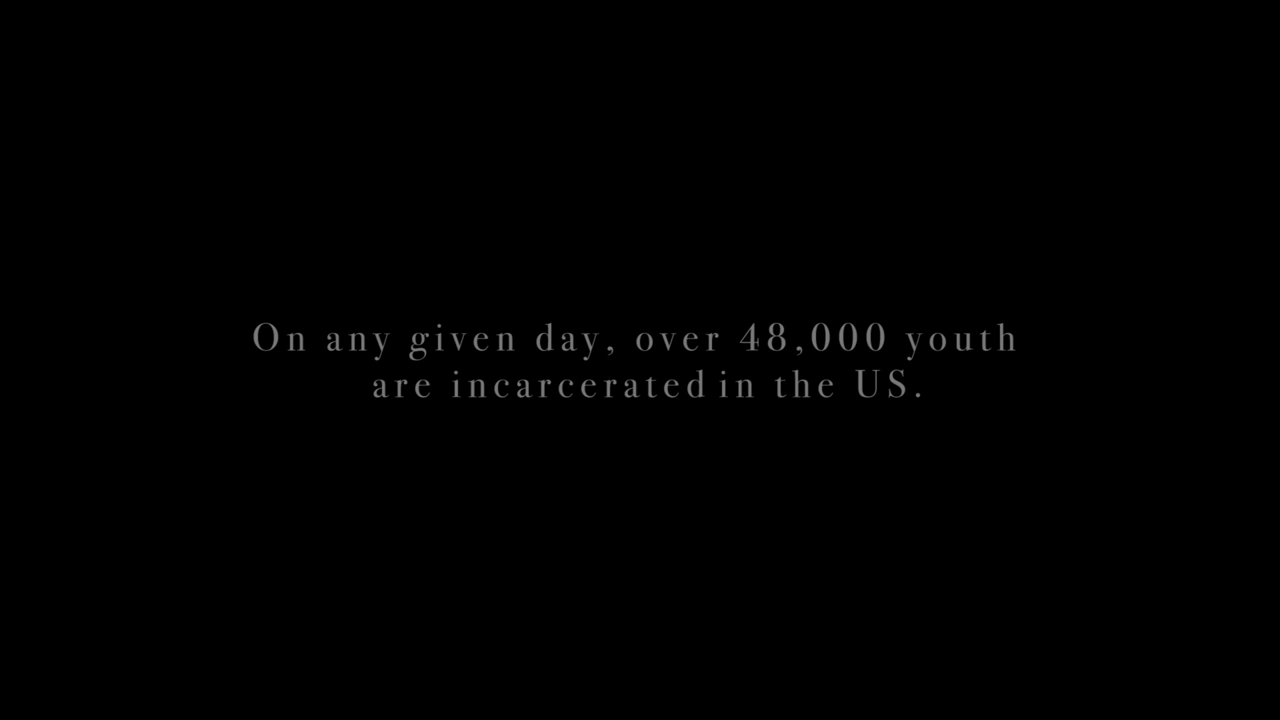 On any given day, over 48,000 youth
are incarcerated in the US.